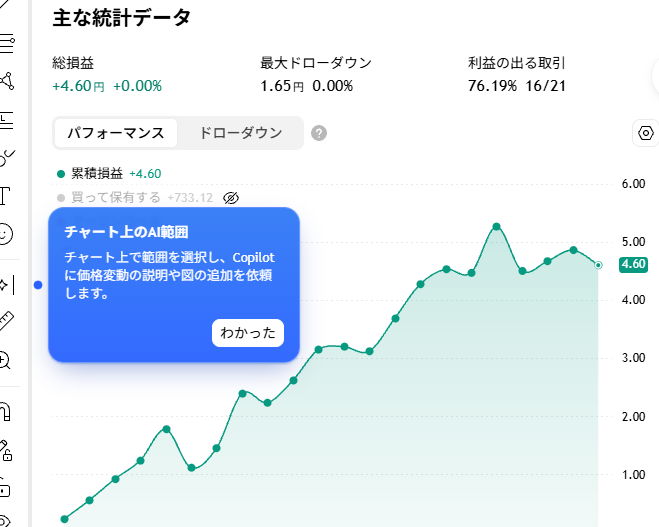 主な統計データ
総損益 最大ドローダウン 利益の出る取引
+4.60円 +0.00% 1.65円 0.00% 76.19% 16/21
パフォーマンス ドローダウン ?
累積損益 +4.60
買って保有する +733.12
チャート上のAI範囲
チャート上で範囲を選択し、Copilot
に価格変動の説明や図の追加を依頼
します。
わかった
6.00
5.00
4.60
4.00
3.00
2.00
1.00